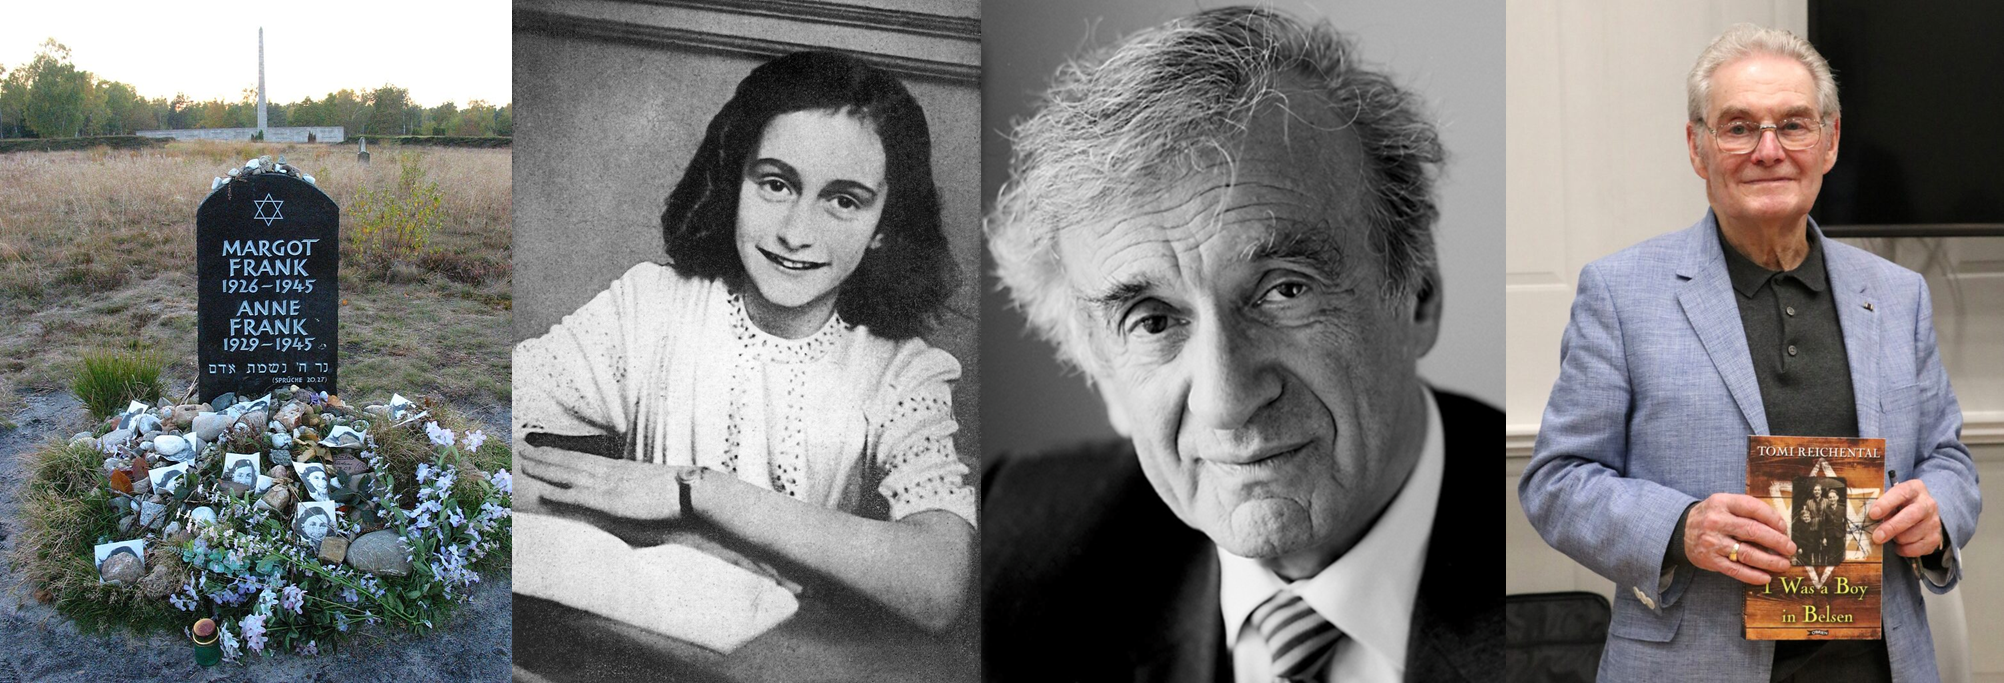 MARGOT
FRANK
1926-1945
ANNE
FRANK
1929-1945
נר ה' נשמת אדם
(SPRÜCHE 20,27)
TOMI REICHENTAL
I Was a Boy
in Belsen
O'BRIEN